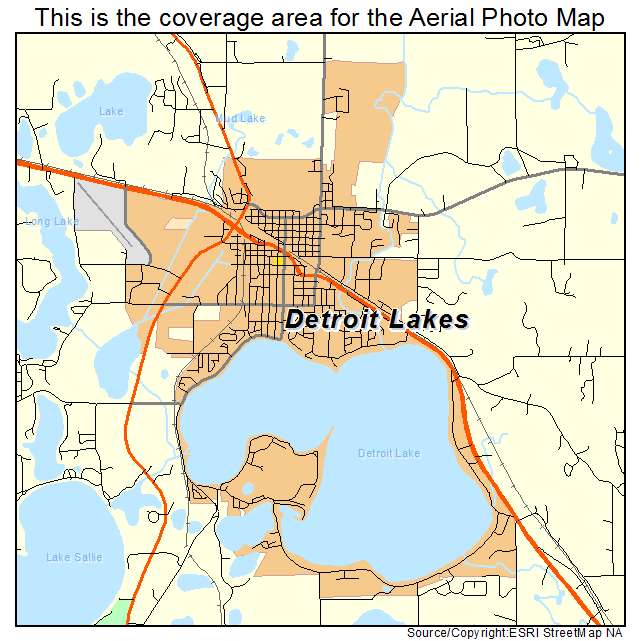 This is the coverage area for the Aerial Photo Map
Lake
Mud Lake
Long Lake
Detroit Lakes
Detroit Lake
Lake Sallie
Source/Copyright:ESRI StreetMap NA